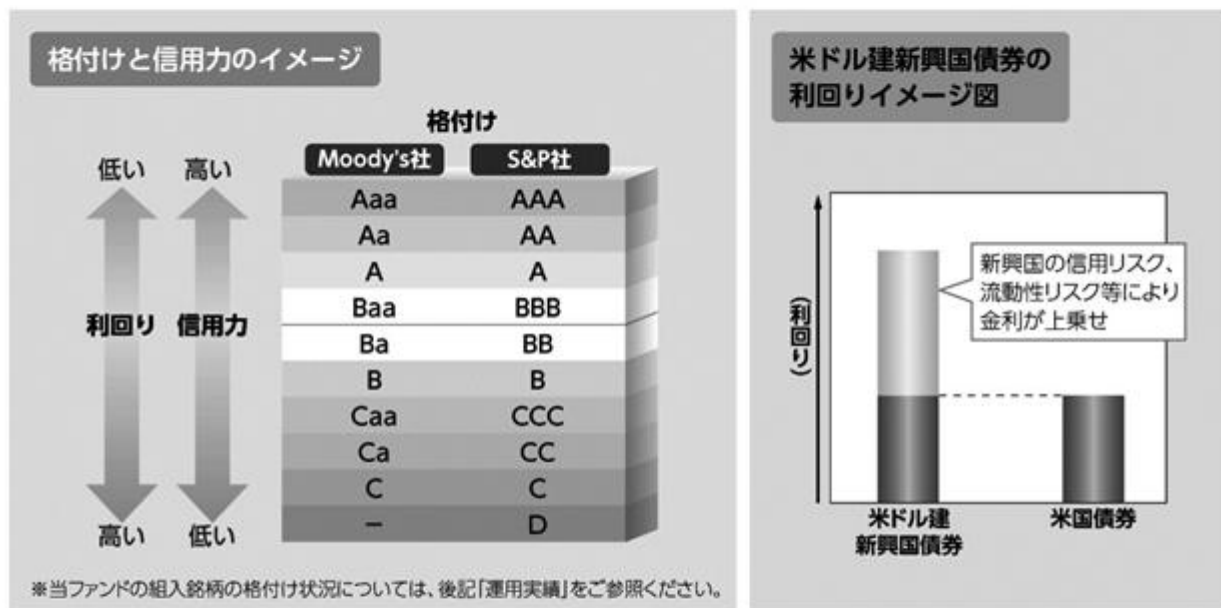 格付けと信用力のイメージ
格付け
Moody's社 S&P社
低い 高い
Aaa AAA
Aa AA
A A
Baa BBB
利回り 信用力
Ba BB
B B
Caa CCC
Ca CC
C C
高い 低い
− D
※当ファンドの組入銘柄の格付け状況については、後記「運用実績」をご参照ください。
米ドル建新興国債券の
利回りイメージ図
(利回り)
新興国の信用リスク、
流動性リスク等により
金利が上乗せ
米ドル建
新興国債券
米国債券